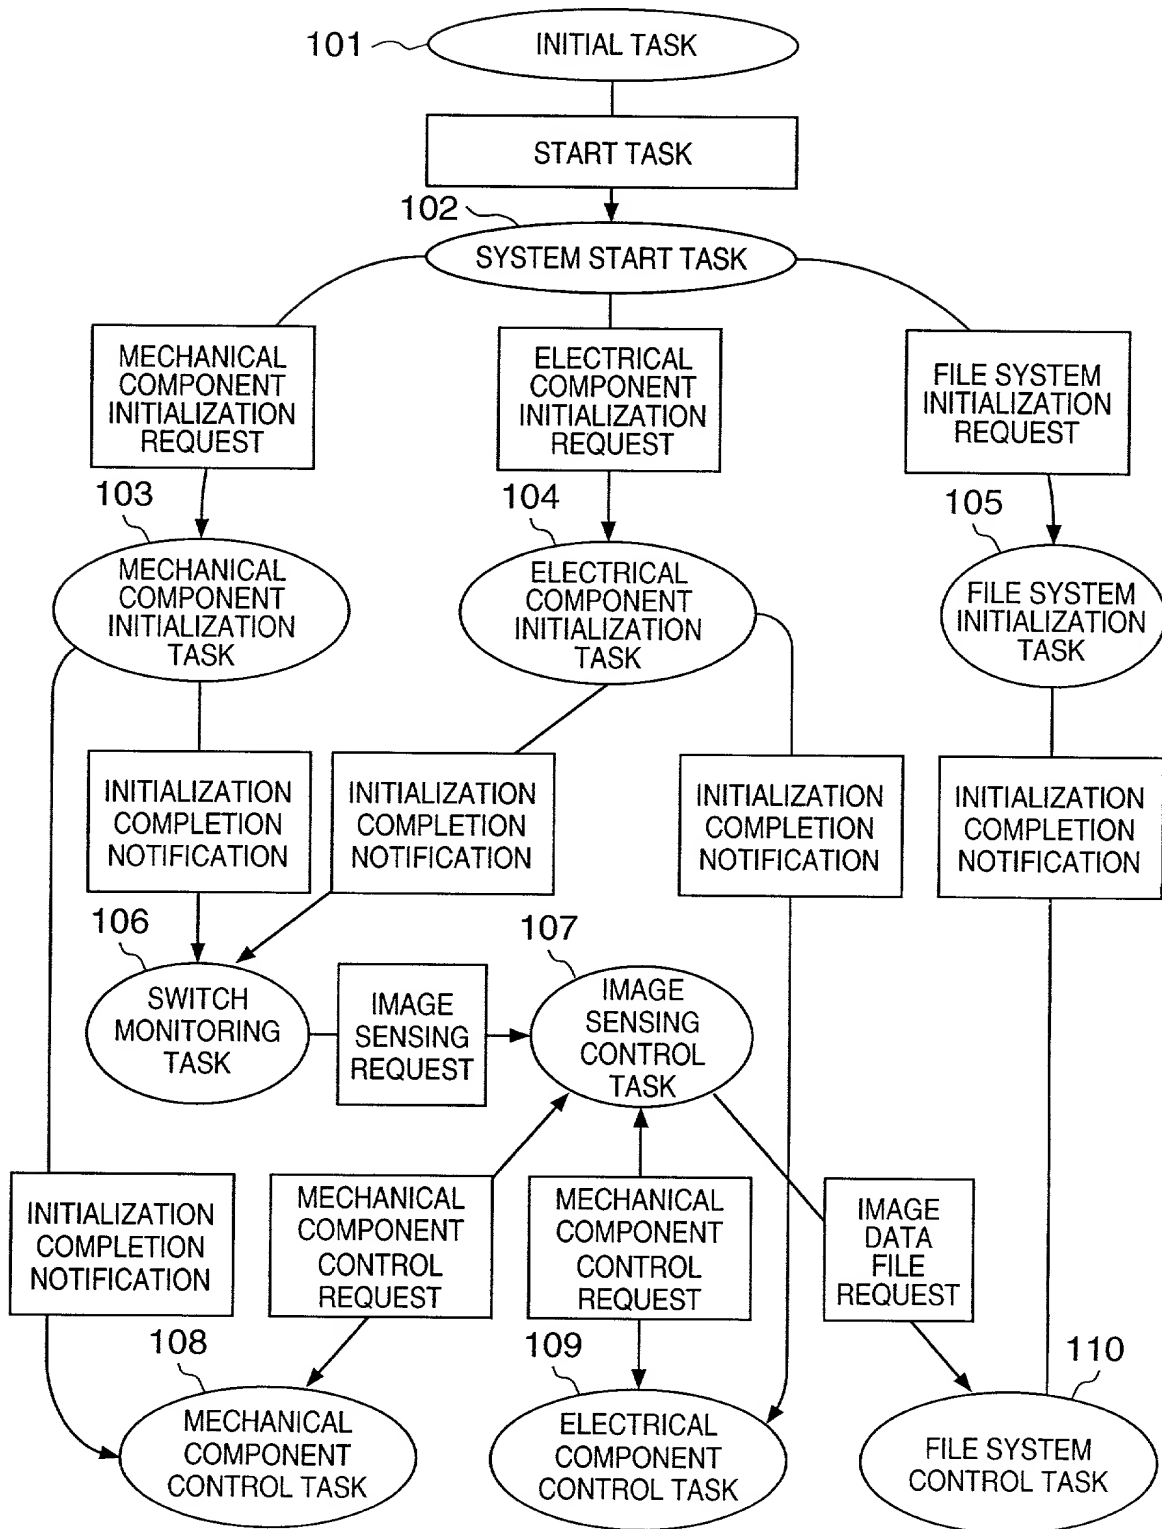 101
INITIAL TASK
START TASK
102
SYSTEM START TASK
MECHANICAL
COMPONENT
INITIALIZATION
REQUEST
ELECTRICAL
COMPONENT
INITIALIZATION
REQUEST
FILE SYSTEM
INITIALIZATION
REQUEST
103
104
105
MECHANICAL
COMPONENT
INITIALIZATION
TASK
ELECTRICAL
COMPONENT
INITIALIZATION
TASK
FILE SYSTEM
INITIALIZATION
TASK
INITIALIZATION
COMPLETION
NOTIFICATION
INITIALIZATION
COMPLETION
NOTIFICATION
INITIALIZATION
COMPLETION
NOTIFICATION
INITIALIZATION
COMPLETION
NOTIFICATION
106
107
SWITCH
MONITORING
TASK
IMAGE
SENSING
REQUEST
IMAGE
SENSING
CONTROL
TASK
INITIALIZATION
COMPLETION
NOTIFICATION
MECHANICAL
COMPONENT
CONTROL
REQUEST
MECHANICAL
COMPONENT
CONTROL
REQUEST
IMAGE
DATA
FILE
REQUEST
108
109
110
MECHANICAL
COMPONENT
CONTROL TASK
ELECTRICAL
COMPONENT
CONTROL TASK
FILE SYSTEM
CONTROL TASK